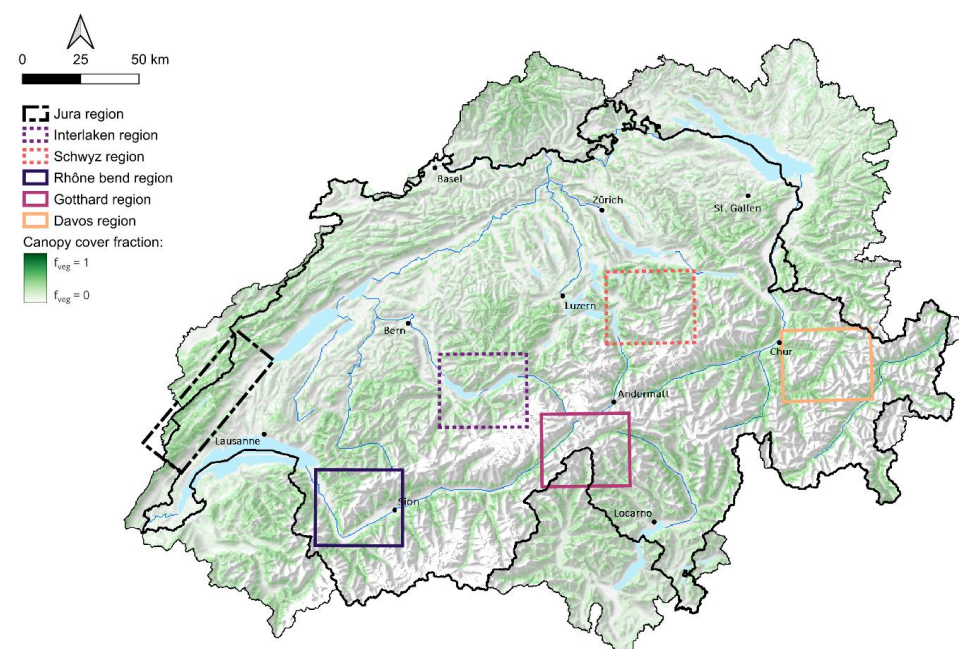 0 25 50 km
Jura region
Interlaken region
Schwyz region
Rhône bend region
Gotthard region
Davos region
Canopy cover fraction:
fveg = 1
fveg = 0
Basel
Zürich
St. Gallen
Luzern
Bern
Chur
Andermatt
Lausanne
Sion
Locarno